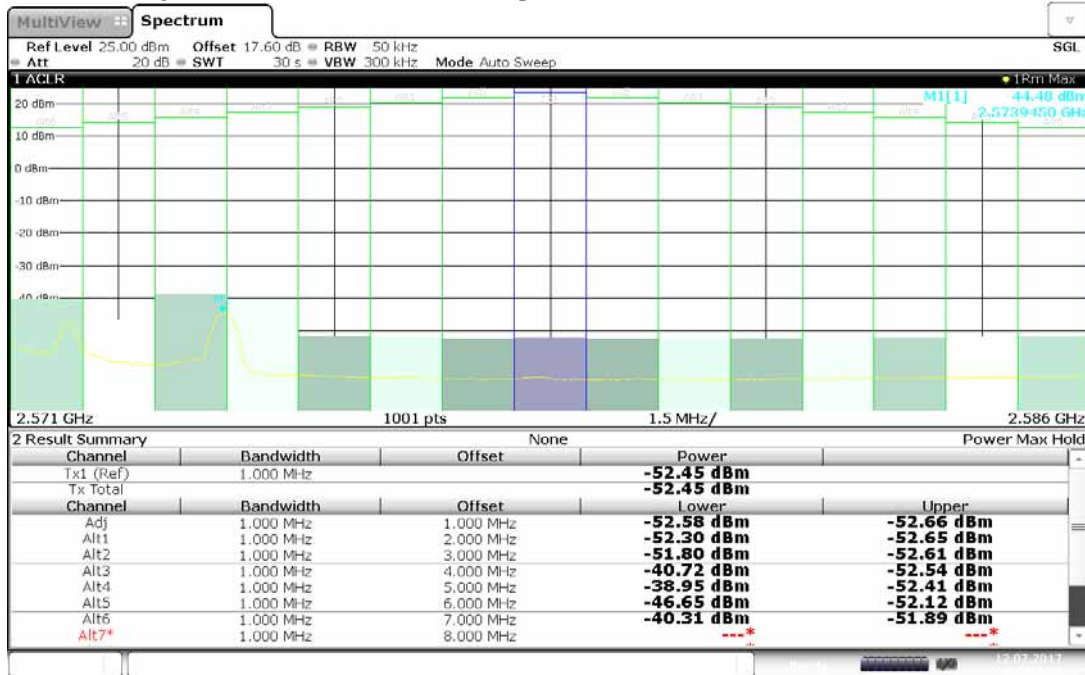 MultiView Spectrum
Ref Level 25.00 dBm Offset 17.60 dB RBW 50 kHz SGL
Att 20 dB SWT 30 s VBW 300 kHz Mode Auto Sweep
1 ACLR 1Rm Max
M1[1] 44.48 dBm
2.5739450 GHz
20 dBm
10 dBm
0 dBm
-10 dBm
-20 dBm
-30 dBm
-40 dBm
2.571 GHz 1001 pts 1.5 MHz/ 2.586 GHz
2 Result Summary None Power Max Hold
Channel Bandwidth Offset Power
Tx1 (Ref) 1.000 MHz -52.45 dBm
Tx Total -52.45 dBm
Channel Bandwidth Offset Lower Upper
Adj 1.000 MHz 1.000 MHz -52.58 dBm -52.66 dBm
Alt1 1.000 MHz 2.000 MHz -52.30 dBm -52.65 dBm
Alt2 1.000 MHz 3.000 MHz -51.80 dBm -52.61 dBm
Alt3 1.000 MHz 4.000 MHz -40.72 dBm -52.54 dBm
Alt4 1.000 MHz 5.000 MHz -38.95 dBm -52.41 dBm
Alt5 1.000 MHz 6.000 MHz -46.65 dBm -52.12 dBm
Alt6 1.000 MHz 7.000 MHz -40.31 dBm -51.89 dBm
Alt7* 1.000 MHz 8.000 MHz ---* ---*
12.07.2017